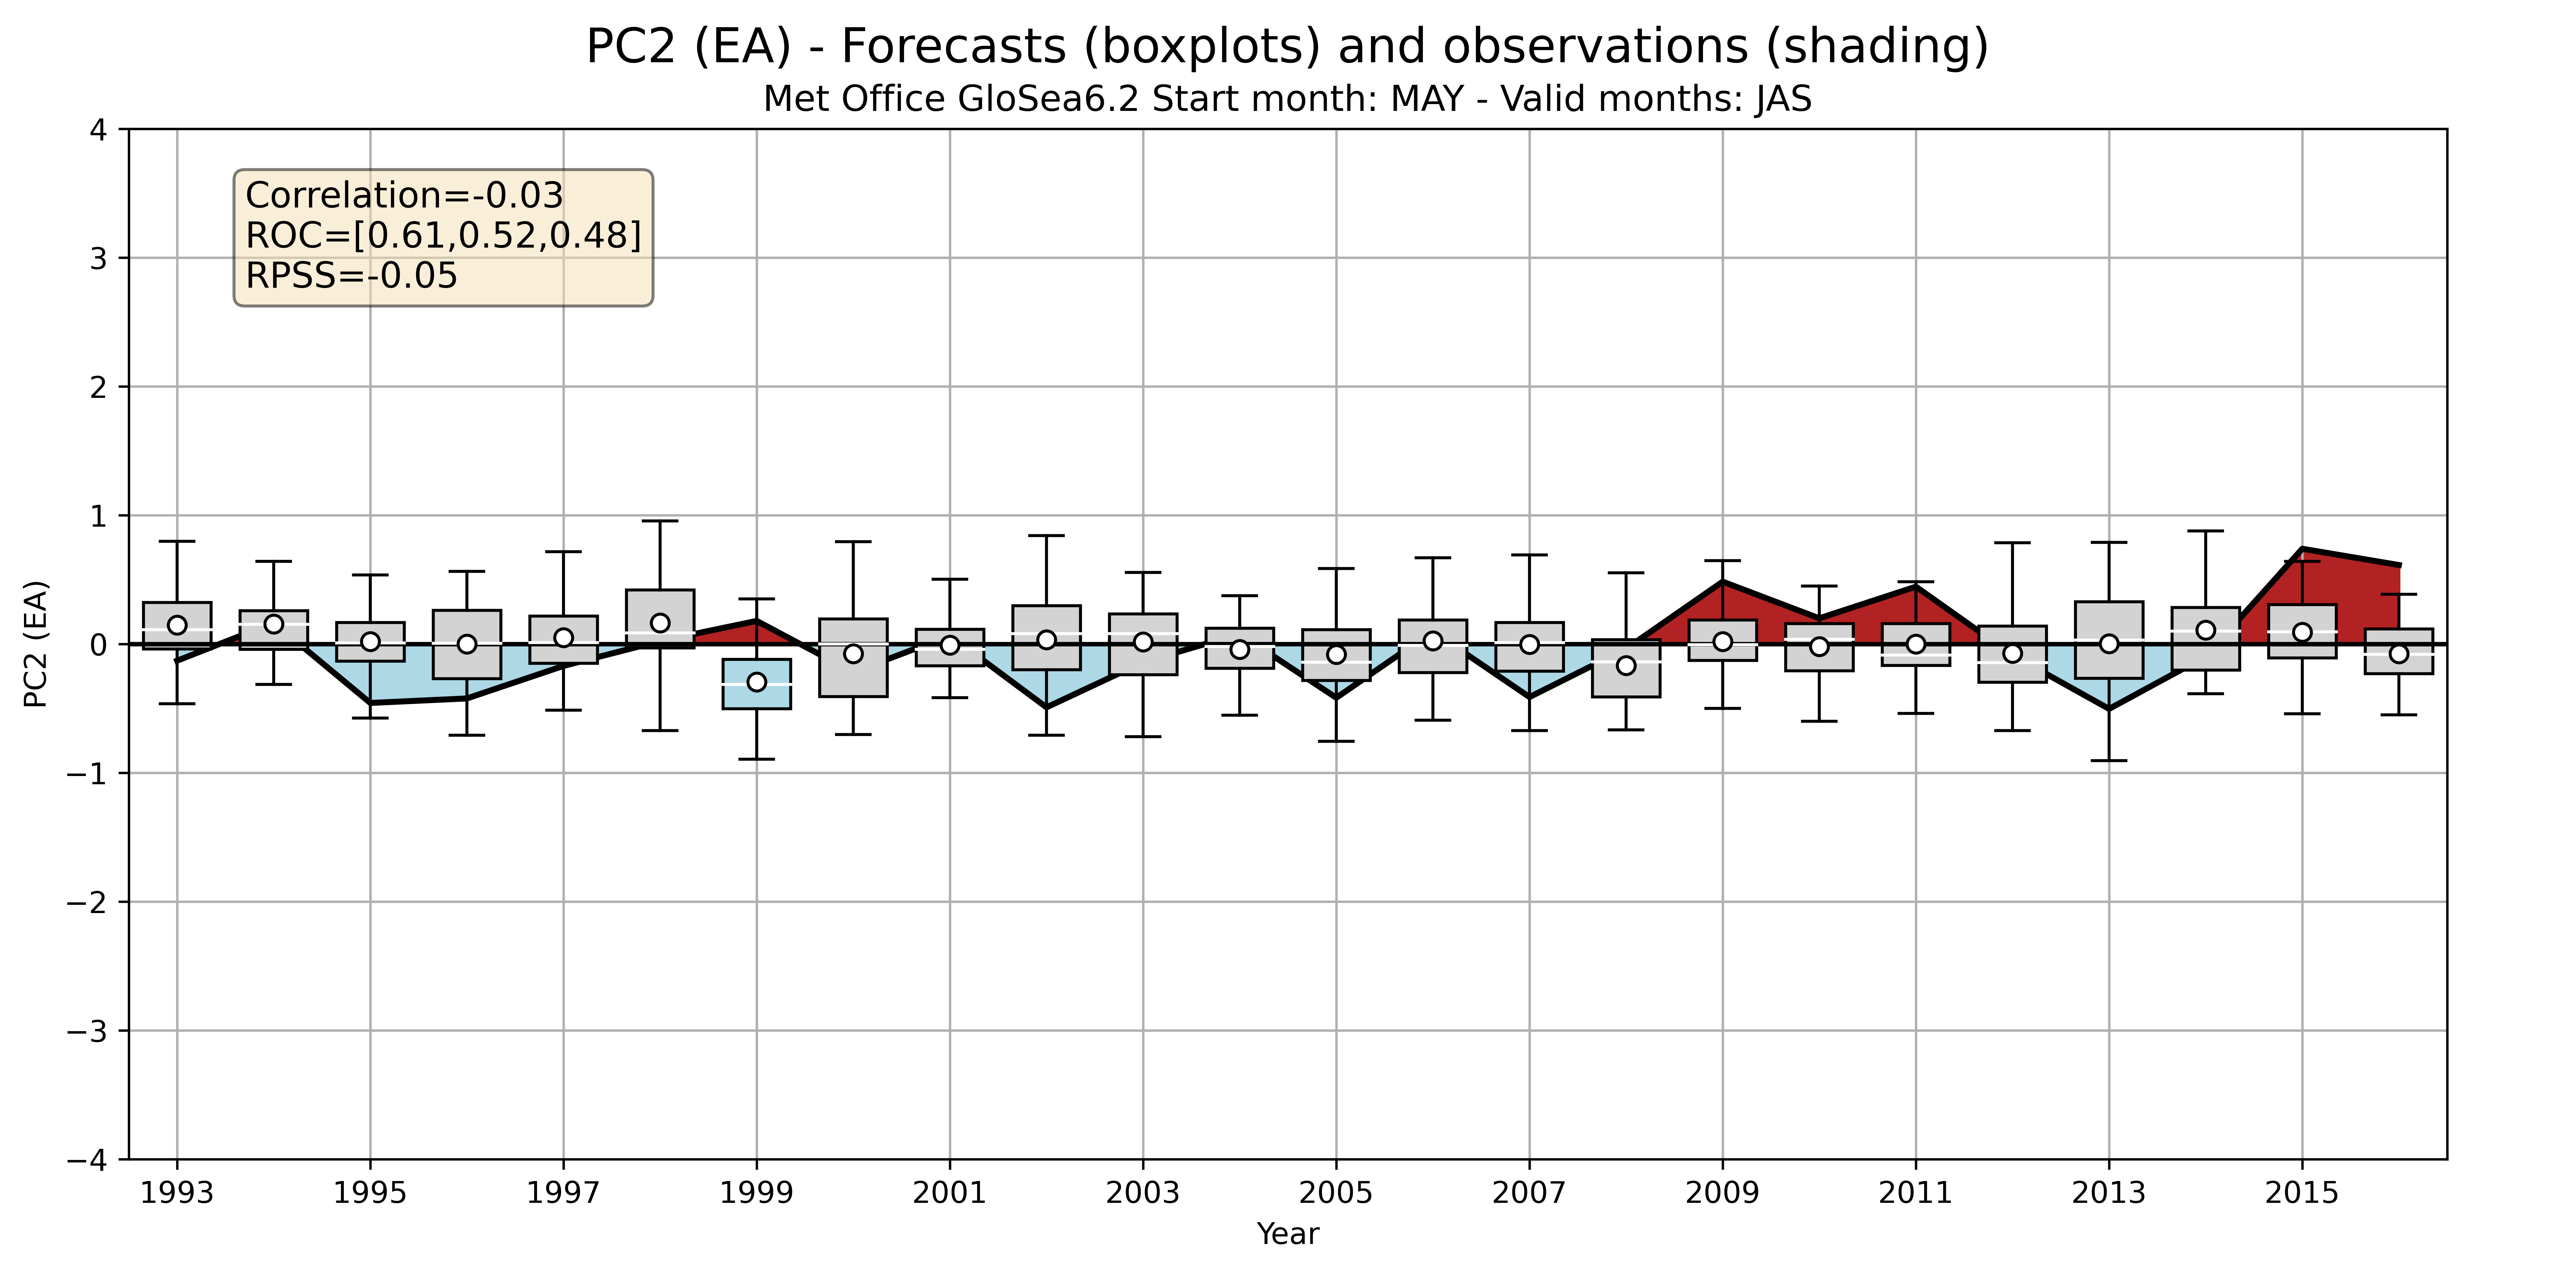 PC2 (EA) - Forecasts (boxplots) and observations (shading)
Met Office GloSea6.2 Start month: MAY - Valid months: JAS
Correlation=-0.03
ROC=[0.61,0.52,0.48]
RPSS=-0.05
PC2 (EA)
4
3
2
1
0
−1
−2
−3
−4
1993 1995 1997 1999 2001 2003 2005 2007 2009 2011 2013 2015
Year